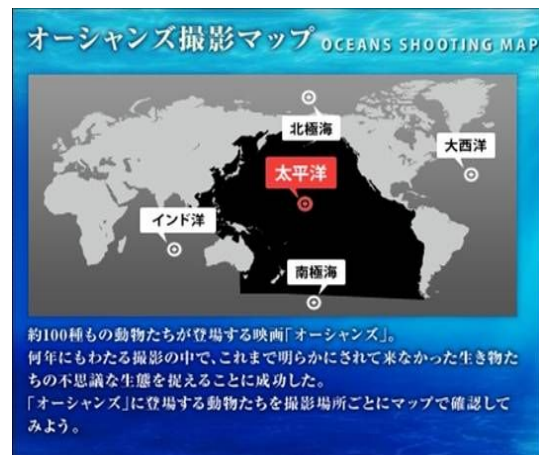 オーシャンズ撮影マップ OCEANS SHOOTING MAP
北極海
大西洋
太平洋
インド洋
南極海
約100種もの動物たちが登場する映画「オーシャンズ」。
何年にもわたる撮影の中で、これまで明らかにされて来なかった生き物た
ちの不思議な生態を捉えることに成功した。
「オーシャンズ」に登場する動物たちを撮影場所ごとにマップで確認して
みよう。